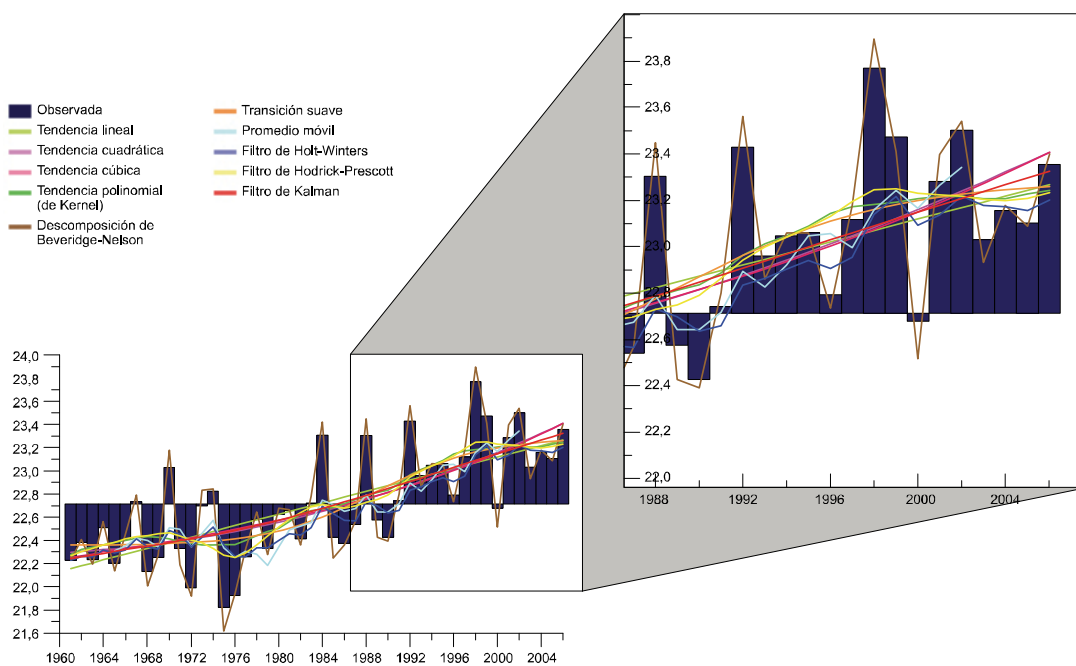 Observada
Tendencia lineal
Tendencia cuadrática
Tendencia cúbica
Tendencia polinomial
(de Kernel)
Descomposición de
Beveridge-Nelson
Transición suave
Promedio móvil
Filtro de Holt-Winters
Filtro de Hodrick-Prescott
Filtro de Kalman
23,8
23,6
23,4
23,2
23,0
22,8
22,6
22,4
22,2
22,0
1988 1992 1996 2000 2004
24,0
23,8
23,6
23,4
23,2
23,0
22,8
22,6
22,4
22,2
22,0
21,8
21,6
1960 1964 1968 1972 1976 1980 1984 1988 1992 1996 2000 2004